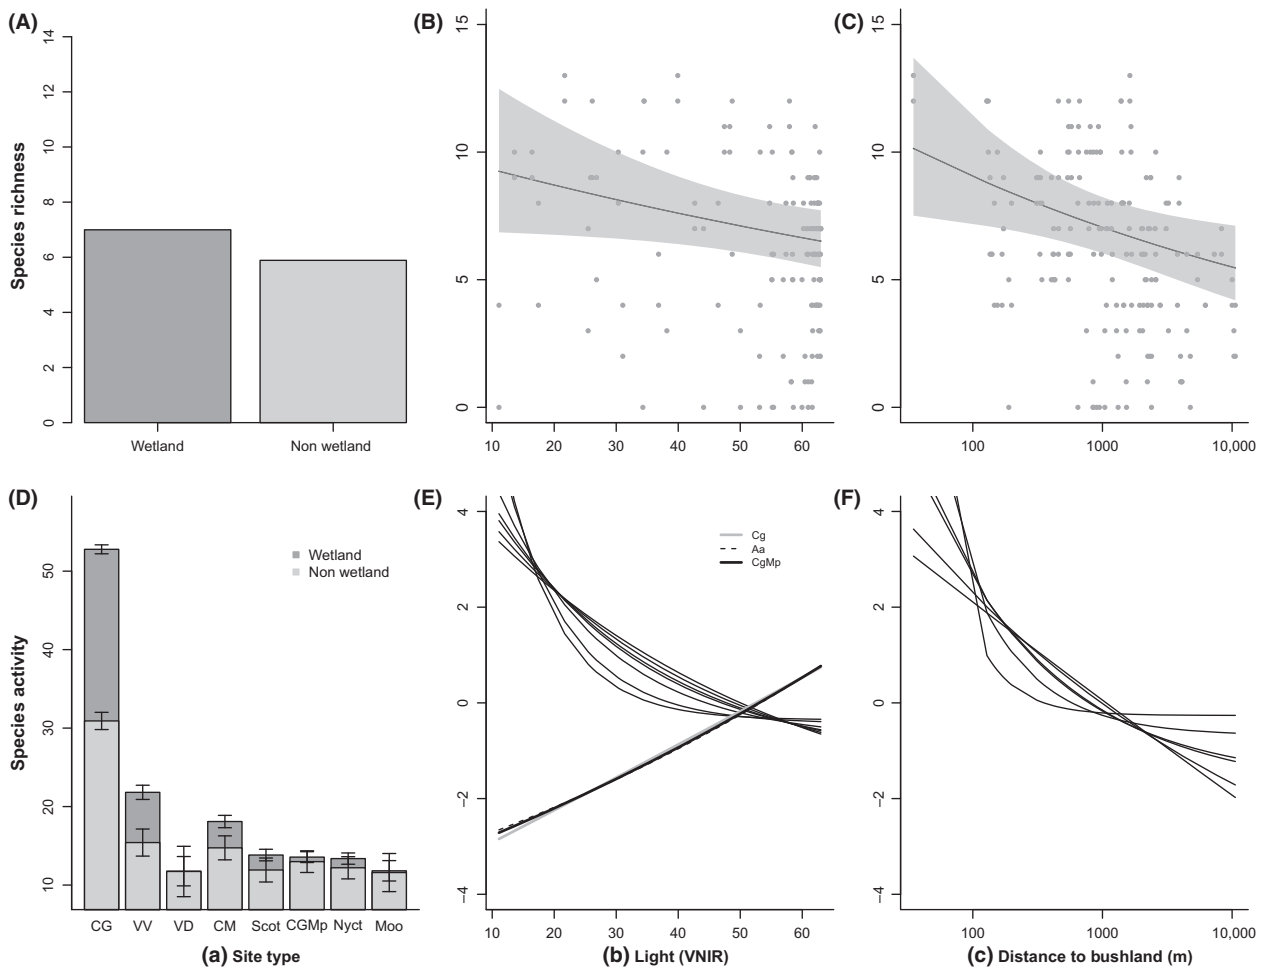 (A)
Species richness
0
2
4
6
8
10
12
14
Wetland
Non wetland
(B)
0
5
10
15
10
20
30
40
50
60
(C)
0
5
10
15
100
1000
10,000
(D)
Species activity
10
20
30
40
50
Wetland
Non wetland
CG
VV
VD
CM
Scot
CGMp
Nyct
Moo
(a) Site type
(E)
−4
−2
0
2
4
Cg
Aa
CgMp
10
20
30
40
50
60
(b) Light (VNIR)
(F)
−4
−2
0
2
4
100
1000
10,000
(c) Distance to bushland (m)